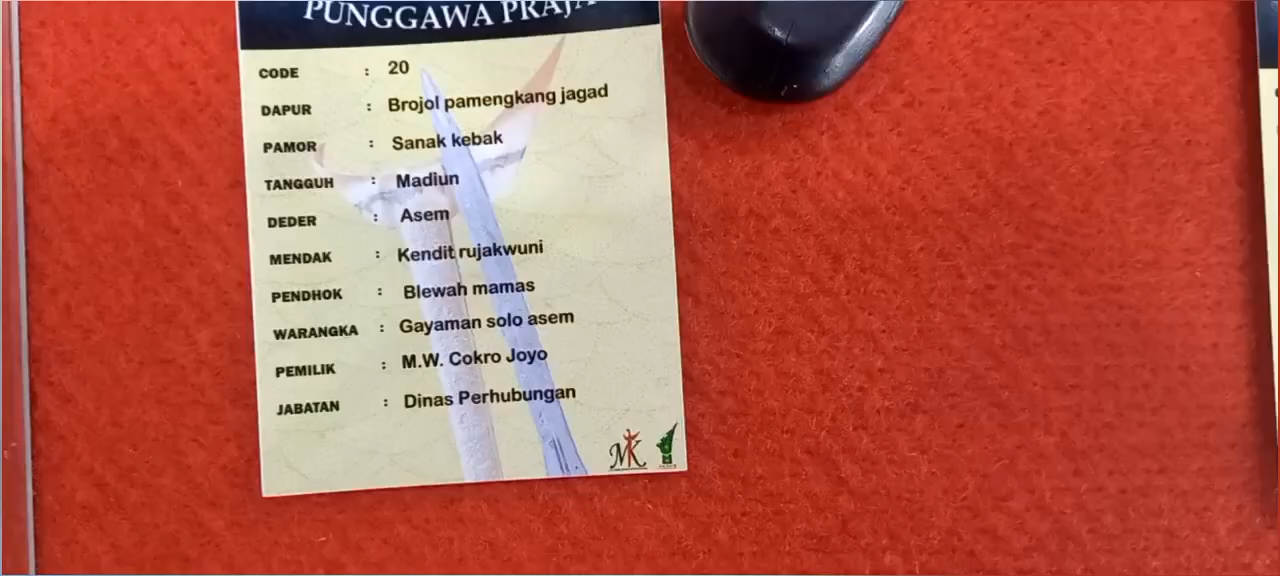 PUNGGAWA PRAJA
CODE : 20
DAPUR : Brojol pamengkang jagad
PAMOR : Sanak kebak
TANGGUH : Madiun
DEDER : Asem
MENDAK : Kendit rujakwuni
PENDHOK : Blewah mamas
WARANGKA : Gayaman solo asem
PEMILIK : M.W. Cokro Joyo
JABATAN : Dinas Perhubungan
MK